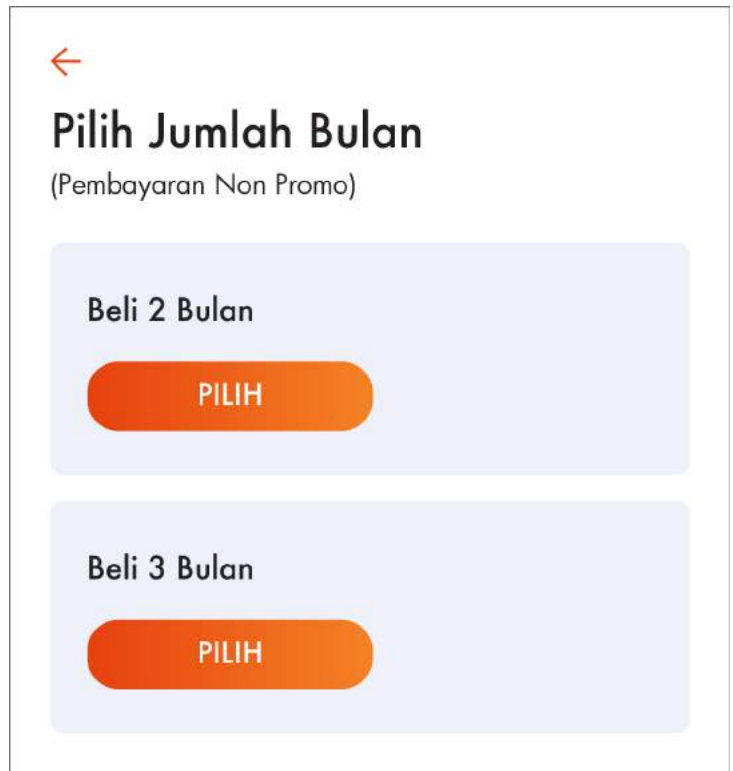 Pilih Jumlah Bulan
(Pembayaran Non Promo)
Beli 2 Bulan
PILIH
Beli 3 Bulan
PILIH